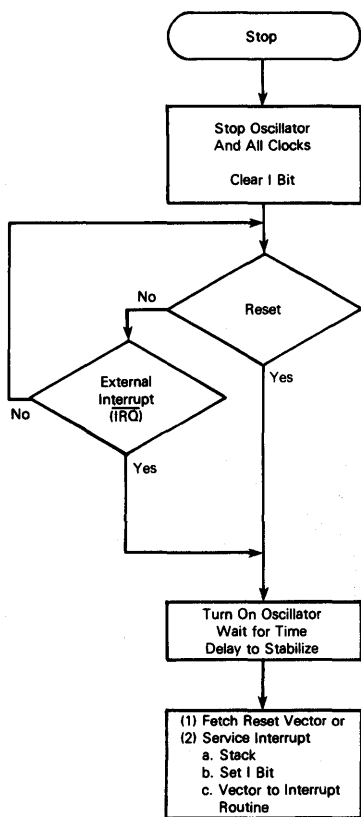 Stop
Stop Oscillator
And All Clocks
Clear I Bit
Reset
No
Yes
External
Interrupt
(IRQ)
No
Yes
Turn On Oscillator
Wait for Time
Delay to Stabilize
(1) Fetch Reset Vector or
(2) Service Interrupt
a. Stack
b. Set I Bit
c. Vector to Interrupt
Routine